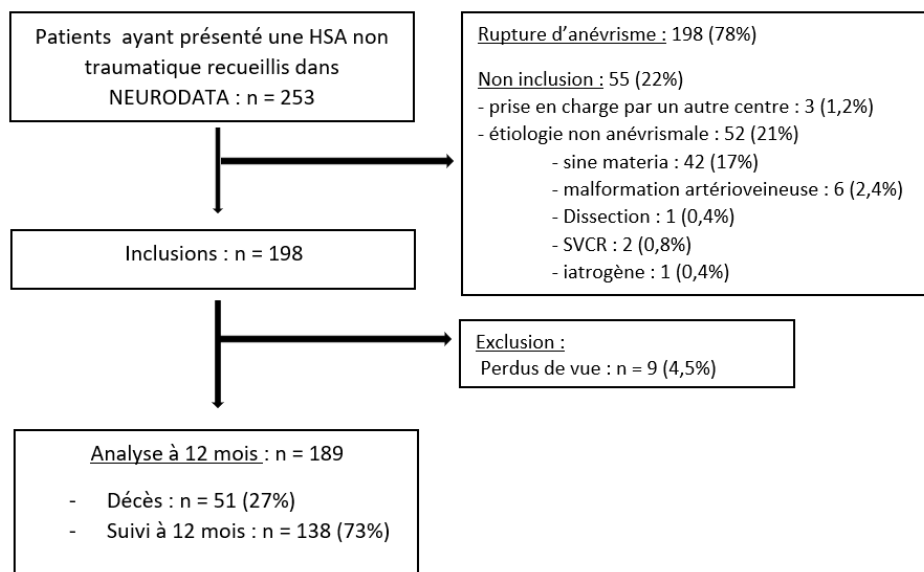 Patients ayant présenté une HSA non
traumatique recueillis dans
NEURODATA : n = 253
Rupture d'anévrisme : 198 (78%)
Non inclusion : 55 (22%)
- prise en charge par un autre centre : 3 (1,2%)
- étiologie non anévrismale : 52 (21%)
- sine materia : 42 (17%)
- malformation artérioveineuse : 6 (2,4%)
- Dissection : 1 (0,4%)
- SVCR : 2 (0,8%)
- iatrogène : 1 (0,4%)
Inclusions : n = 198
Exclusion :
Perdus de vue : n = 9 (4,5%)
Analyse à 12 mois : n = 189
- Décès : n = 51 (27%)
- Suivi à 12 mois : n = 138 (73%)